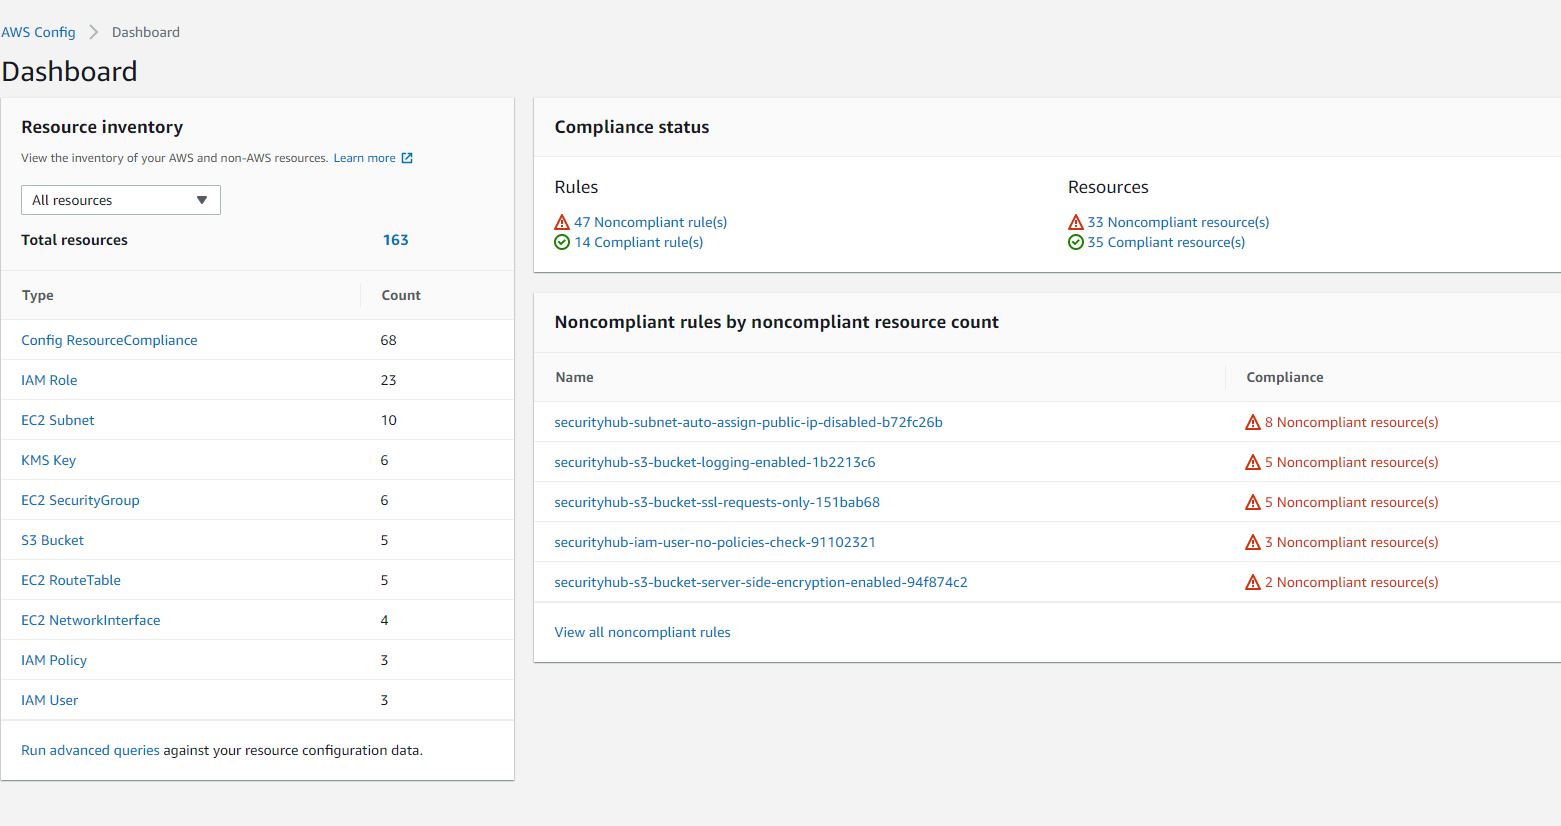 AWS Config > Dashboard
Dashboard
Resource inventory
View the inventory of your AWS and non-AWS resources. Learn more
All resources
Total resources 163
Type Count
Config ResourceCompliance 68
IAM Role 23
EC2 Subnet 10
KMS Key 6
EC2 SecurityGroup 6
S3 Bucket 5
EC2 RouteTable 5
EC2 NetworkInterface 4
IAM Policy 3
IAM User 3
Run advanced queries against your resource configuration data.
Compliance status
Rules
47 Noncompliant rule(s)
14 Compliant rule(s)
Resources
33 Noncompliant resource(s)
35 Compliant resource(s)
Noncompliant rules by noncompliant resource count
Name Compliance
securityhub-subnet-auto-assign-public-ip-disabled-b72fc26b 8 Noncompliant resource(s)
securityhub-s3-bucket-logging-enabled-1b2213c6 5 Noncompliant resource(s)
securityhub-s3-bucket-ssl-requests-only-151bab68 5 Noncompliant resource(s)
securityhub-iam-user-no-policies-check-91102321 3 Noncompliant resource(s)
securityhub-s3-bucket-server-side-encryption-enabled-94f874c2 2 Noncompliant resource(s)
View all noncompliant rules